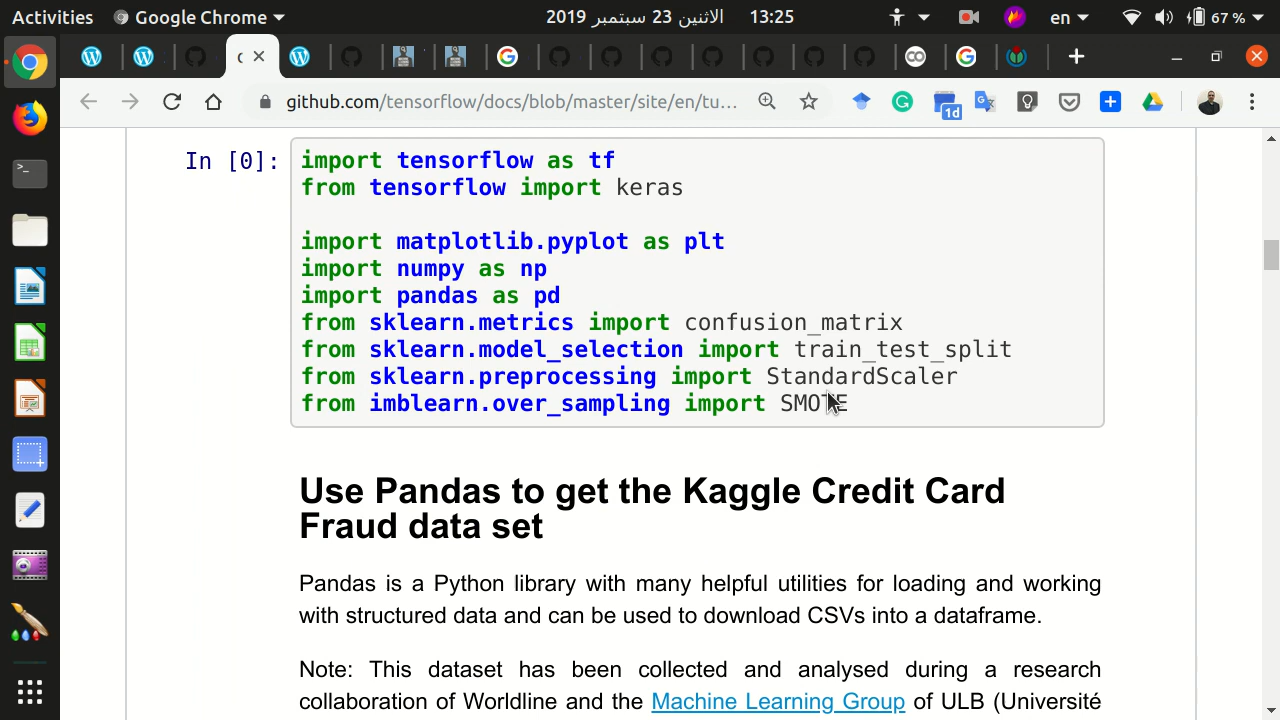 Activities Google Chrome 2019 الاثنين 23 سبتمبر 13:25 en 67 %
github.com/tensorflow/docs/blob/master/site/en/tu...
1d
In [0]: import tensorflow as tf
from tensorflow import keras
import matplotlib.pyplot as plt
import numpy as np
import pandas as pd
from sklearn.metrics import confusion_matrix
from sklearn.model_selection import train_test_split
from sklearn.preprocessing import StandardScaler
from imblearn.over_sampling import SMOTE
Use Pandas to get the Kaggle Credit Card
Fraud data set
Pandas is a Python library with many helpful utilities for loading and working
with structured data and can be used to download CSVs into a dataframe.
Note: This dataset has been collected and analysed during a research
collaboration of Worldline and the Machine Learning Group of ULB (Université